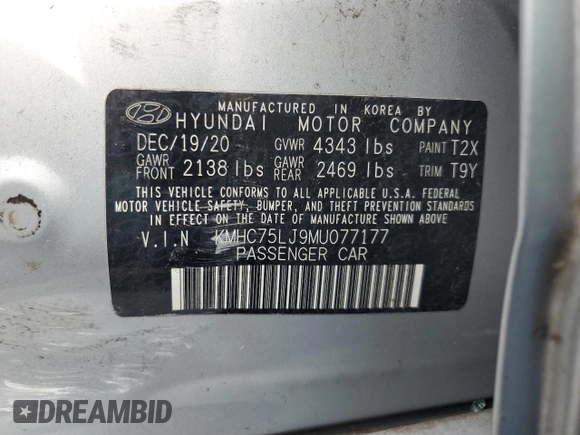 MANUFACTURED IN KOREA BY
HYUNDAI MOTOR COMPANY
DEC/19/20 GVWR 4343 lbs PAINT T2X
GAWR FRONT 2138 lbs GAWR REAR 2469 lbs TRIM T9Y
THIS VEHICLE CONFORMS TO ALL APPLICABLE U.S.A. FEDERAL
MOTOR VEHICLE SAFETY, BUMPER, AND THEFT PREVENTION STANDARDS
IN EFFECT ON THE DATE OF MANUFACTURE SHOWN ABOVE.
V.I.N KMHC75LJ9MU077177
PASSENGER CAR
DREAMBID